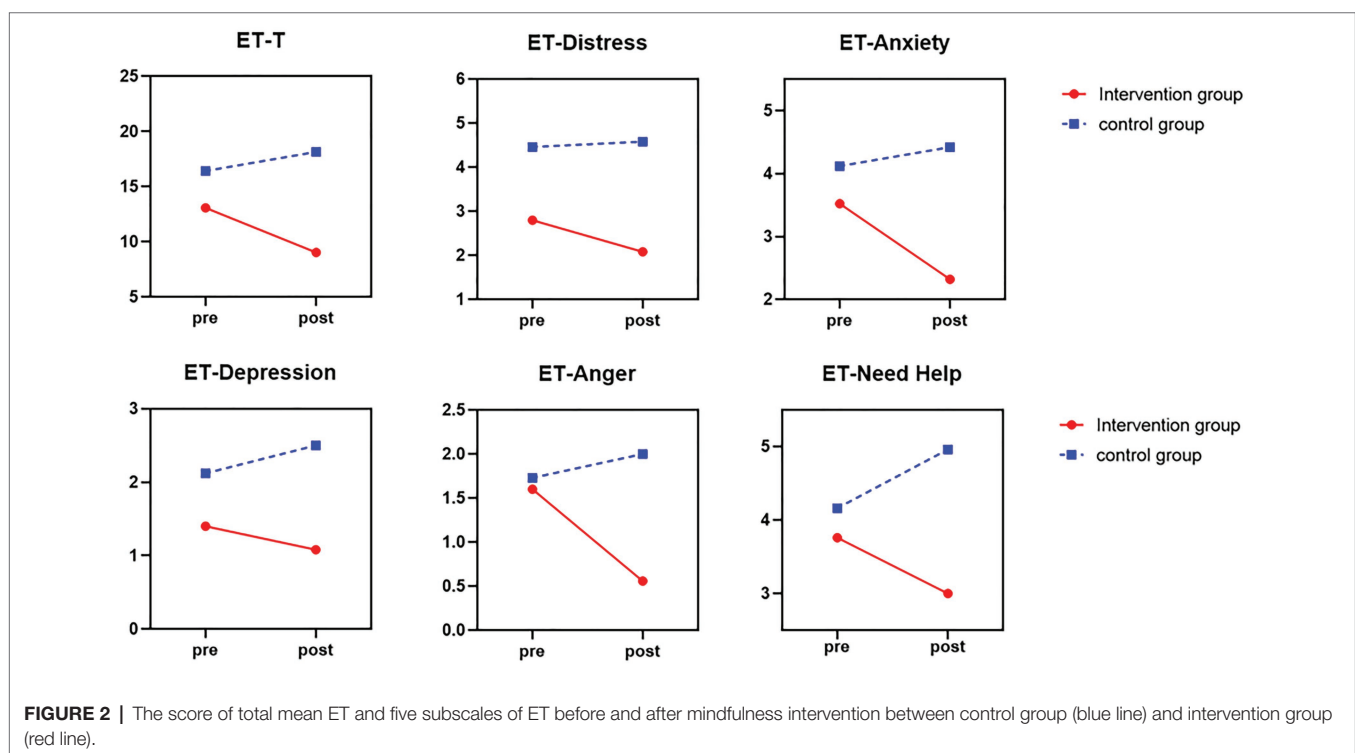 ET-T
25
20
15
10
5
pre post
ET-Distress
6
5
4
3
2
1
pre post
ET-Anxiety
5
4
3
2
pre post
Intervention group
control group
ET-Depression
3
2
1
0
pre post
ET-Anger
2.5
2.0
1.5
1.0
0.5
0.0
pre post
ET-Need Help
5
4
3
pre post
Intervention group
control group
FIGURE 2 | The score of total mean ET and five subscales of ET before and after mindfulness intervention between control group (blue line) and intervention group
(red line).